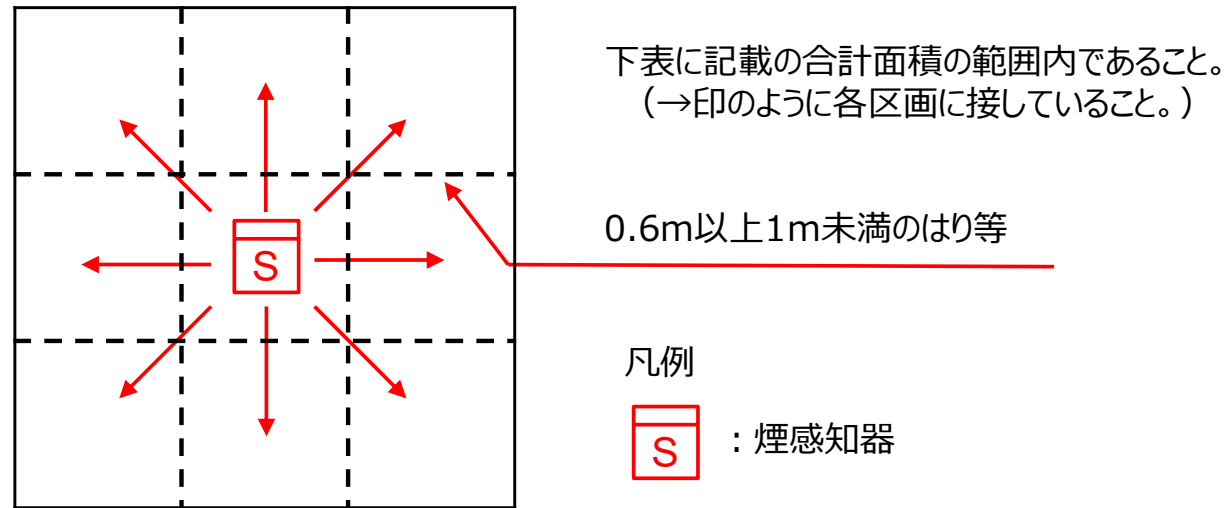 下表に記載の合計面積の範囲内であること。
（→印のように各区画に接していること。）
0.6m以上1m未満のはり等
S
凡例
S ：煙感知器